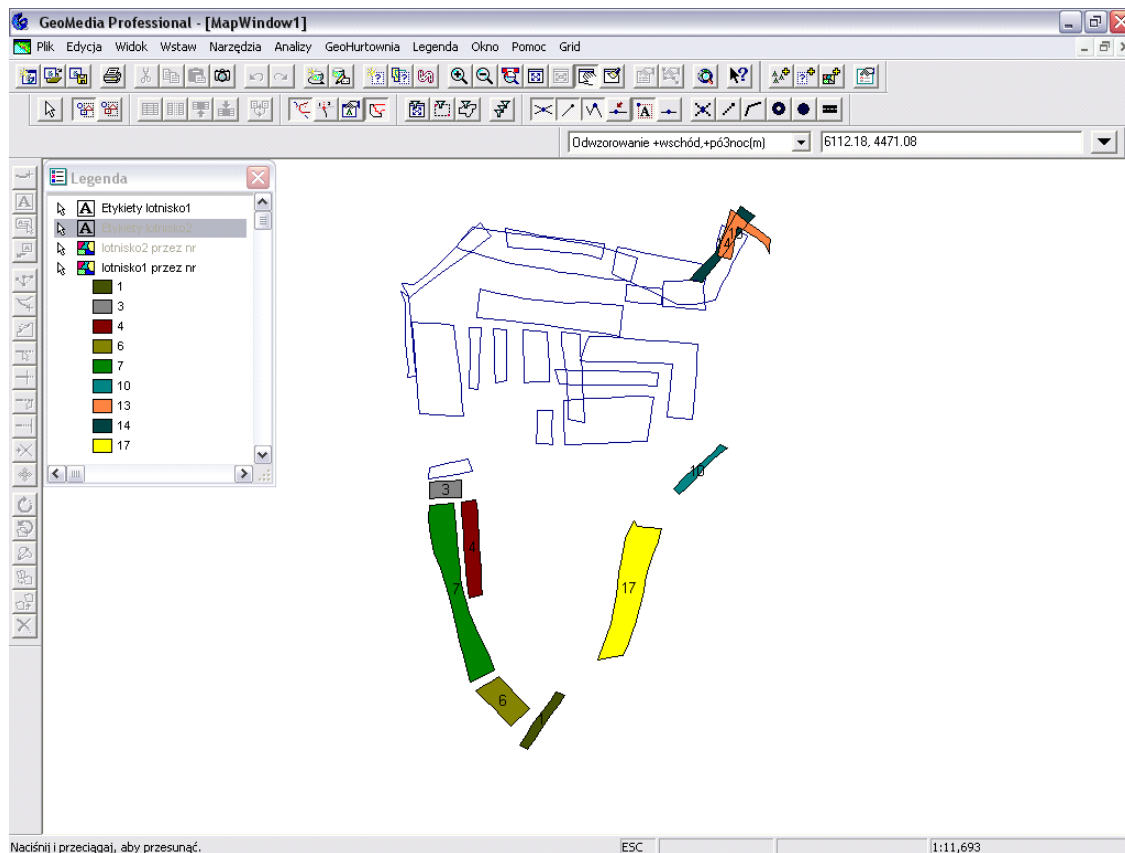 GeoMedia Professional - [MapWindow1]
Plik Edycja Widok Wstaw Narzędzia Analizy GeoHurtownia Legenda Okno Pomoc Grid
Odwzorowanie +wschód,+pó3noc(m) 6112.18, 4471.08
Legenda
Etykiety lotnisko1
Etykiety lotnisko2
lotnisko2 przez nr
lotnisko1 przez nr
1
3
4
6
7
10
13
14
17
4
10
3
4
7
17
6
1
Naciśnij i przeciągaj, aby przesunąć. ESC 1:11,693